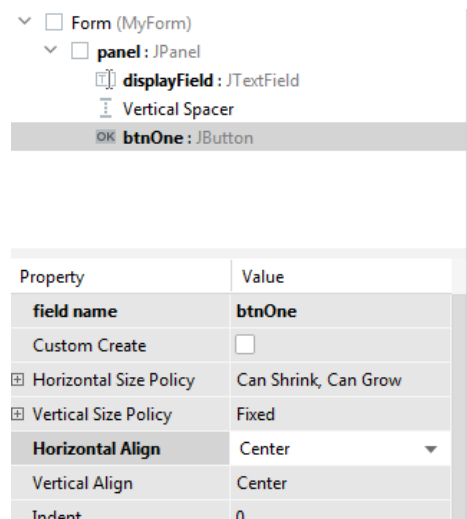 Form (MyForm)
panel : JPanel
displayField : JTextField
Vertical Spacer
OK btnOne : JButton
Property Value
field name btnOne
Custom Create
Horizontal Size Policy Can Shrink, Can Grow
Vertical Size Policy Fixed
Horizontal Align Center
Vertical Align Center
Indent 0